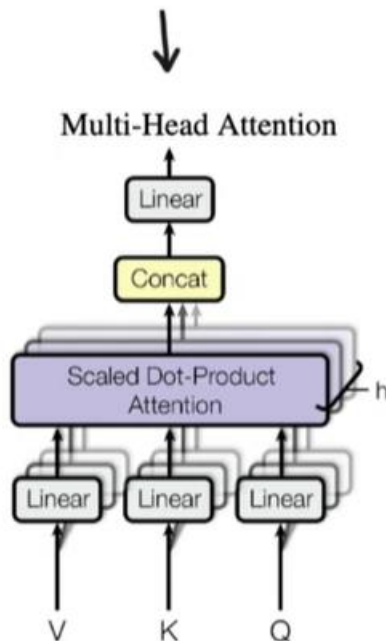 Multi-Head Attention
Linear
Concat
Scaled Dot-Product
Attention
h
Linear
Linear
Linear
V
K
Q